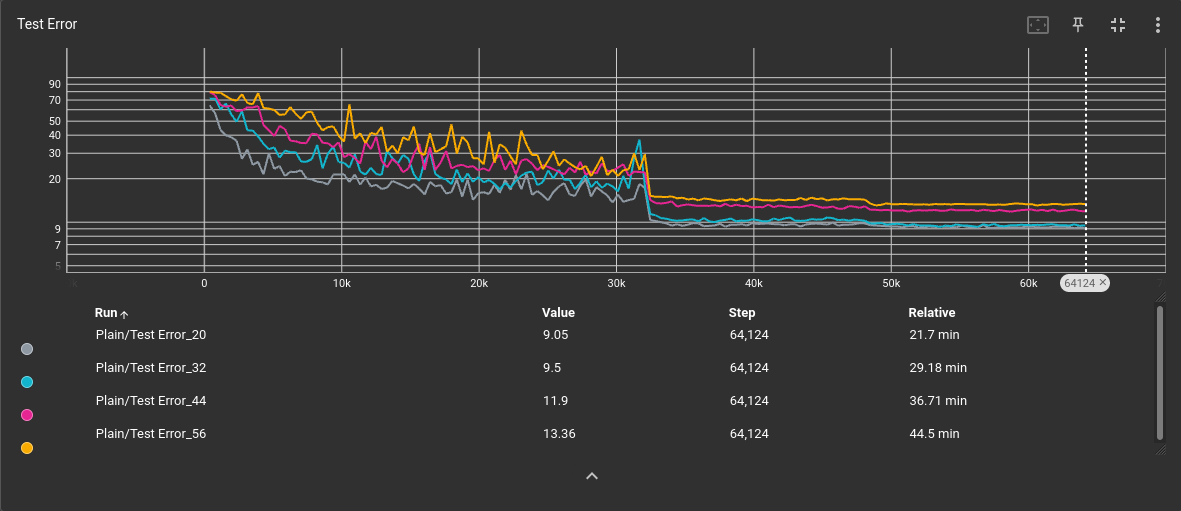 Test Error
90
70
50
40
30
20
9
7
5
0 10k 20k 30k 40k 50k 60k 64124 ×
Run Value Step Relative
Plain/Test Error_20 9.05 64,124 21.7 min
Plain/Test Error_32 9.5 64,124 29.18 min
Plain/Test Error_44 11.9 64,124 36.71 min
Plain/Test Error_56 13.36 64,124 44.5 min